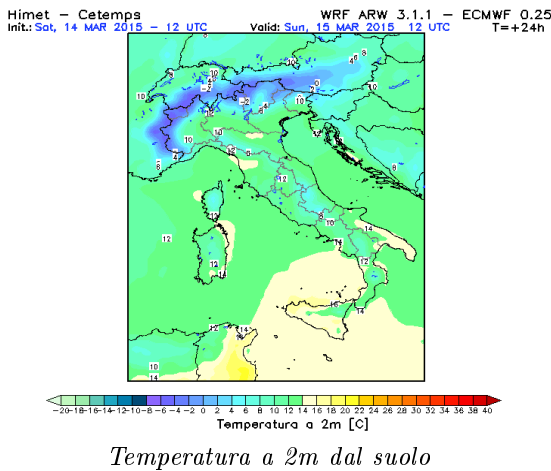 Himet – Cetemps WRF ARW 3.1.1 – ECMWF 0.25
Init.: Sat, 14 MAR 2015 – 12 UTC Valid: Sun, 15 MAR 2015 12 UTC T=+24h
-20 -18 -16 -14 -12 -10 -8 -6 -4 -2 0 2 4 6 8 10 12 14 16 18 20 22 24 26 28 30 32 34 36 38 40
Temperatura a 2m [C]
Temperatura a 2m dal suolo